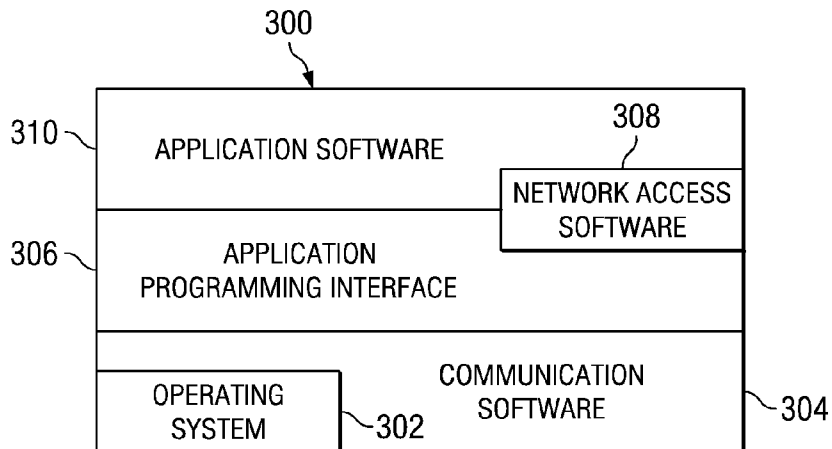 300
310
APPLICATION SOFTWARE
308
NETWORK ACCESS
SOFTWARE
306
APPLICATION
PROGRAMMING INTERFACE
COMMUNICATION
SOFTWARE
304
OPERATING
SYSTEM
302